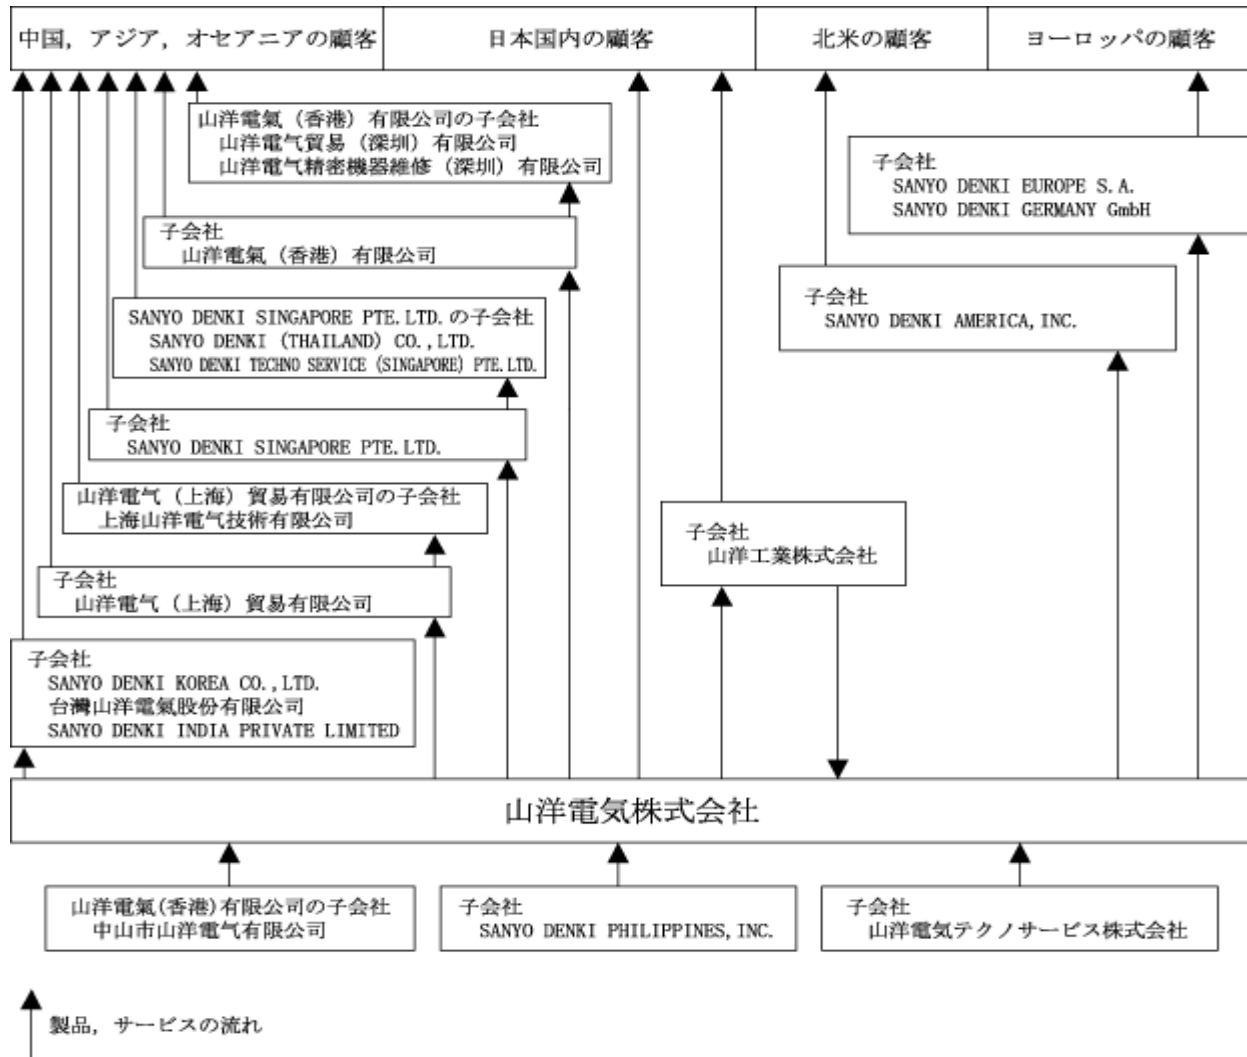 中国，アジア，オセアニアの顧客
日本国内の顧客
北米の顧客
ヨーロッパの顧客
山洋電氣（香港）有限公司の子会社
山洋電气貿易（深圳）有限公司
山洋電气精密機器維修（深圳）有限公司
子会社
SANYO DENKI EUROPE S.A.
SANYO DENKI GERMANY GmbH
子会社
山洋電氣（香港）有限公司
子会社
SANYO DENKI AMERICA,INC.
SANYO DENKI SINGAPORE PTE.LTD.の子会社
SANYO DENKI (THAILAND) CO.,LTD.
SANYO DENKI TECHNO SERVICE (SINGAPORE) PTE.LTD.
子会社
SANYO DENKI SINGAPORE PTE.LTD.
山洋電气（上海）貿易有限公司の子会社
上海山洋電气技術有限公司
子会社
山洋工業株式会社
子会社
山洋電气（上海）貿易有限公司
子会社
SANYO DENKI KOREA CO.,LTD.
台灣山洋電氣股份有限公司
SANYO DENKI INDIA PRIVATE LIMITED
山洋電気株式会社
山洋電氣(香港)有限公司の子会社
中山市山洋電气有限公司
子会社
SANYO DENKI PHILIPPINES,INC.
子会社
山洋電気テクノサービス株式会社
製品，サービスの流れ